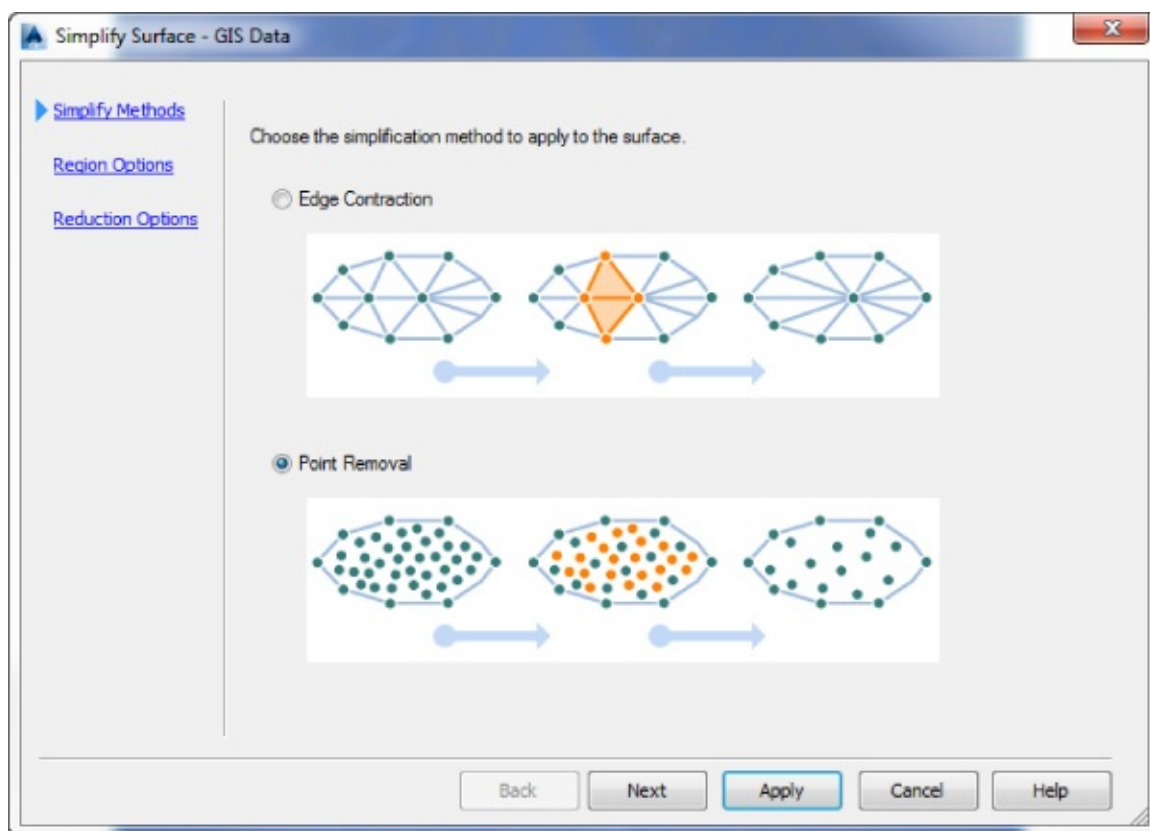 Simplify Surface - GIS Data
Simplify Methods
Region Options
Reduction Options
Choose the simplification method to apply to the surface.
Edge Contraction
Point Removal
Back Next Apply Cancel Help